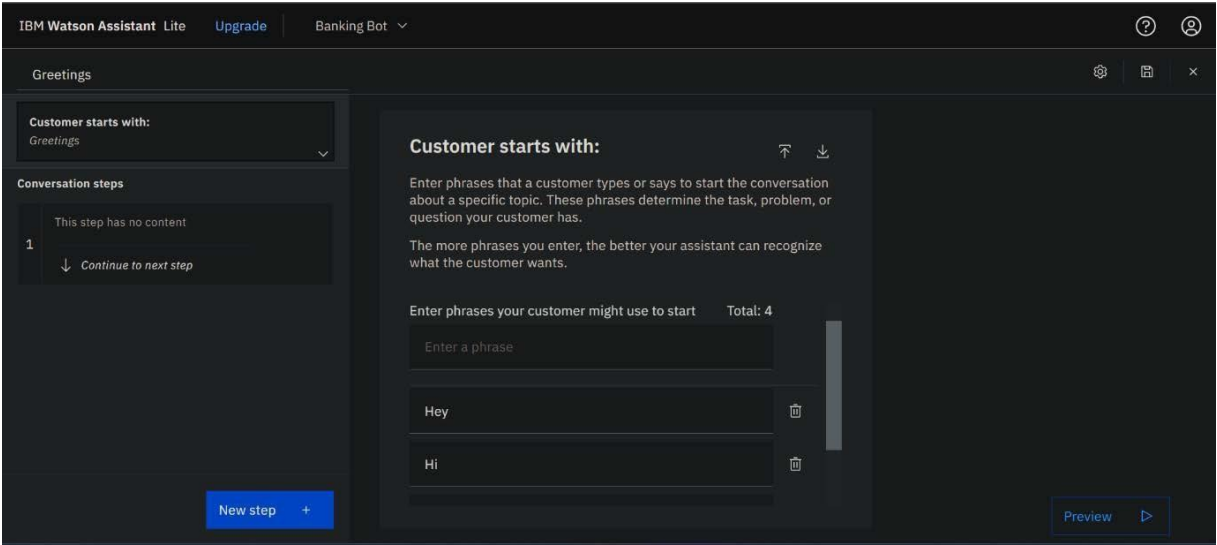 IBM Watson Assistant Lite Upgrade Banking Bot
Greetings
Customer starts with:
Greetings
Conversation steps
1
This step has no content
Continue to next step
New step +
Customer starts with:
Enter phrases that a customer types or says to start the conversation
about a specific topic. These phrases determine the task, problem, or
question your customer has.
The more phrases you enter, the better your assistant can recognize
what the customer wants.
Enter phrases your customer might use to start Total: 4
Enter a phrase
Hey
Hi
Preview